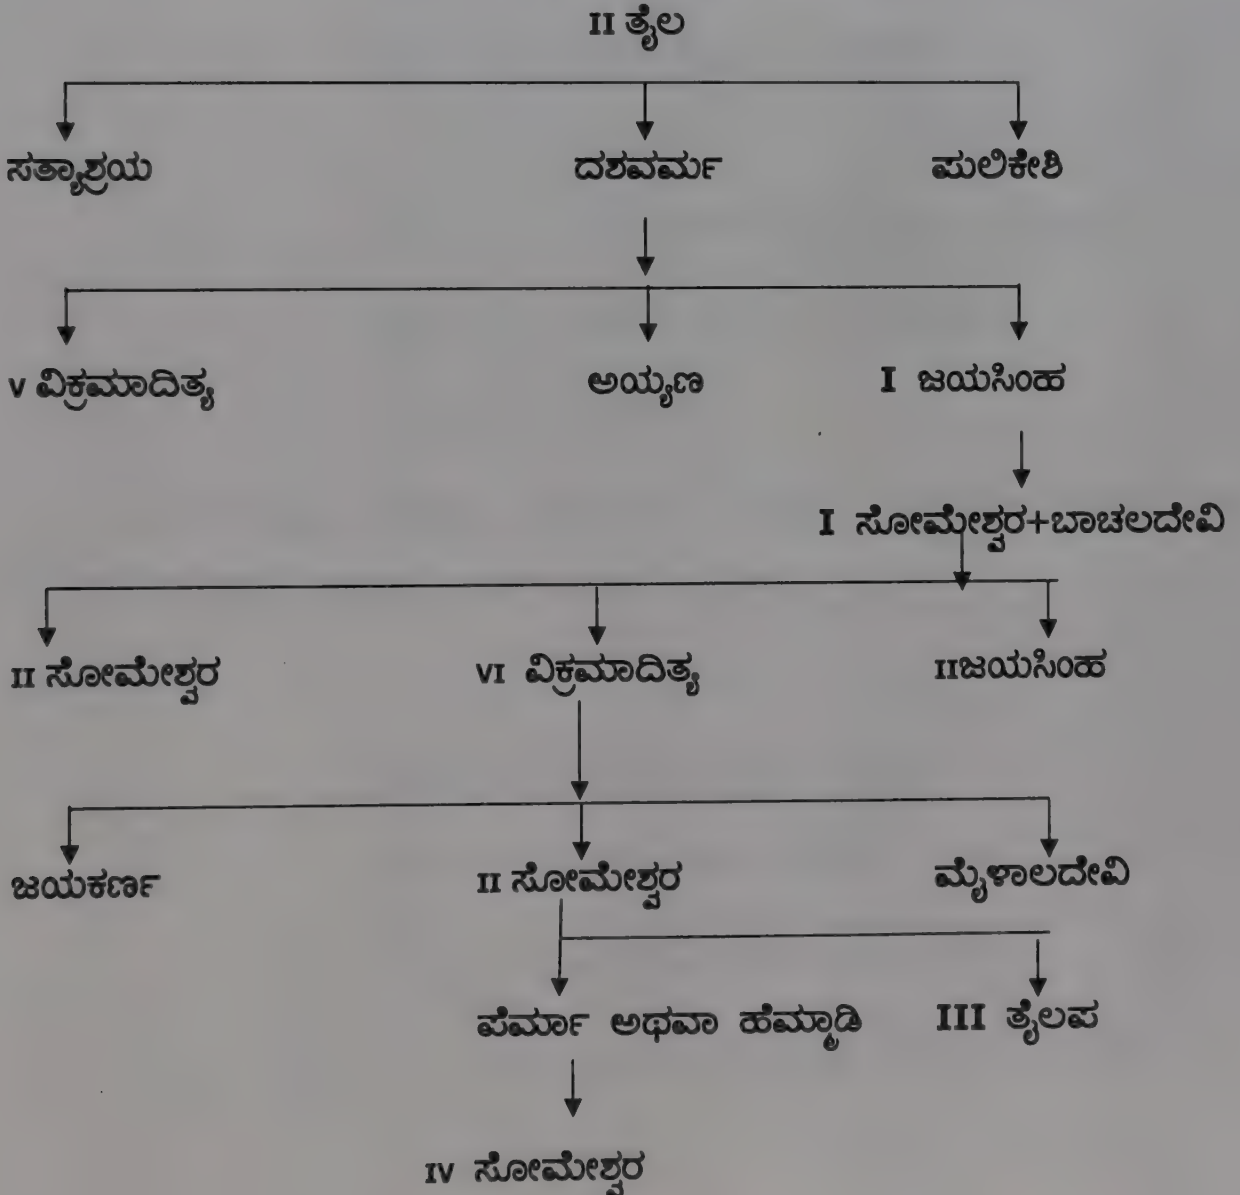 II ತೈಲ
ಸತ್ಯಾಶ್ರಯ ದಶವರ್ಮ ಪುಲಿಕೇಶಿ
V ವಿಕ್ರಮಾದಿತ್ಯ ಅಯ್ಯಣ I ಜಯಸಿಂಹ
I ಸೋಮೇಶ್ವರ+ಬಾಚಲದೇವಿ
II ಸೋಮೇಶ್ವರ VI ವಿಕ್ರಮಾದಿತ್ಯ IIಜಯಸಿಂಹ
ಜಯಕರ್ಣ II ಸೋಮೇಶ್ವರ ಮೈಳಾಲದೇವಿ
ಪೆರ್ಮಾ ಅಥವಾ ಹೆಮ್ಮಾಡಿ III ತೈಲಪ
IV ಸೋಮೇಶ್ವರ